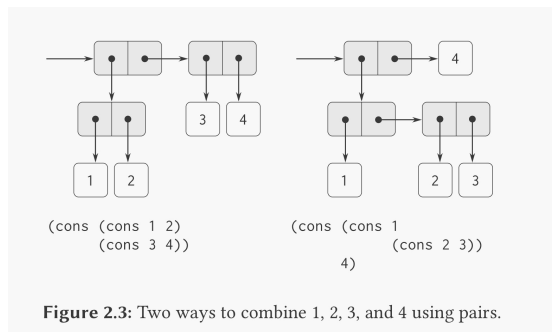 4
3 4
1 2
1
2 3
(cons (cons 1 2)
      (cons 3 4))
(cons (cons 1
            (cons 2 3))
      4)
Figure 2.3: Two ways to combine 1, 2, 3, and 4 using pairs.